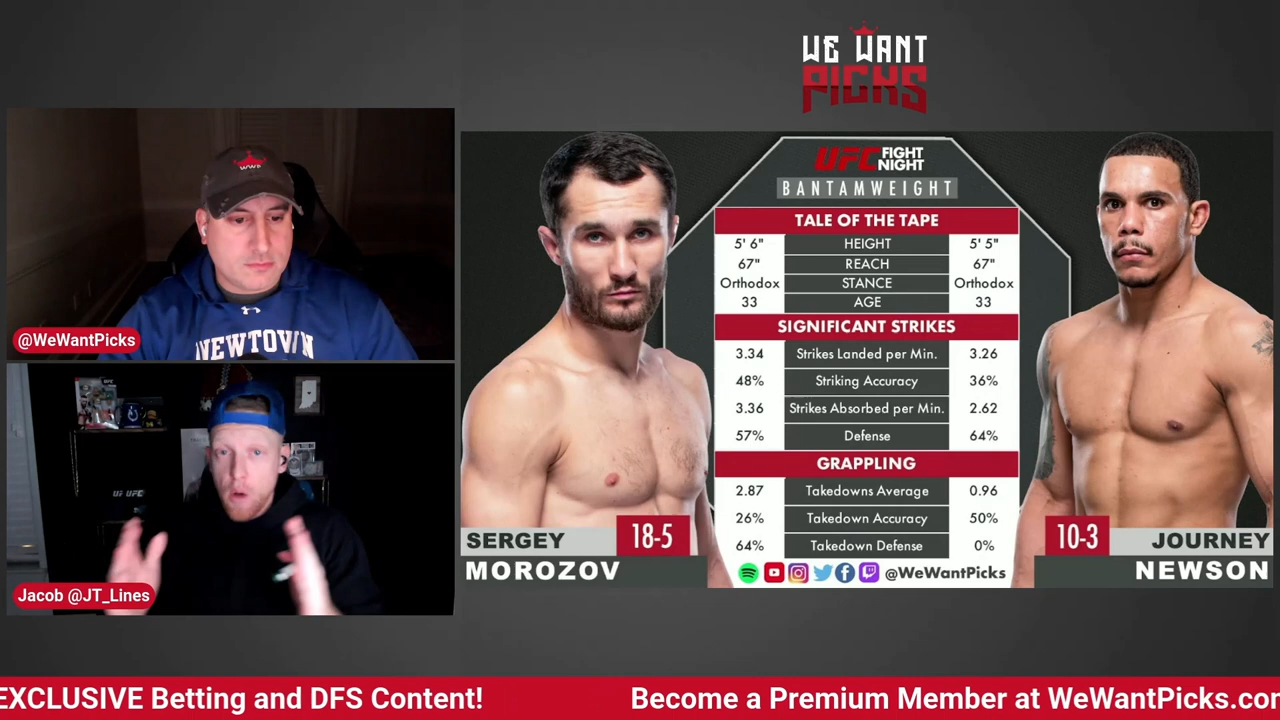 WE WANT
PICKS
WWP
@WeWantPicks
NEWTOWN
UFC
Jacob @JT_Lines
UFC FIGHT
NIGHT
BANTAMWEIGHT
TALE OF THE TAPE
5' 6" HEIGHT 5' 5"
67" REACH 67"
Orthodox STANCE Orthodox
33 AGE 33
SIGNIFICANT STRIKES
3.34 Strikes Landed per Min. 3.26
48% Striking Accuracy 36%
3.36 Strikes Absorbed per Min. 2.62
57% Defense 64%
GRAPPLING
2.87 Takedowns Average 0.96
26% Takedown Accuracy 50%
64% Takedown Defense 0%
SERGEY 18-5
MOROZOV
@WeWantPicks
10-3 JOURNEY
NEWSON
EXCLUSIVE Betting and DFS Content! Become a Premium Member at WeWantPicks.co